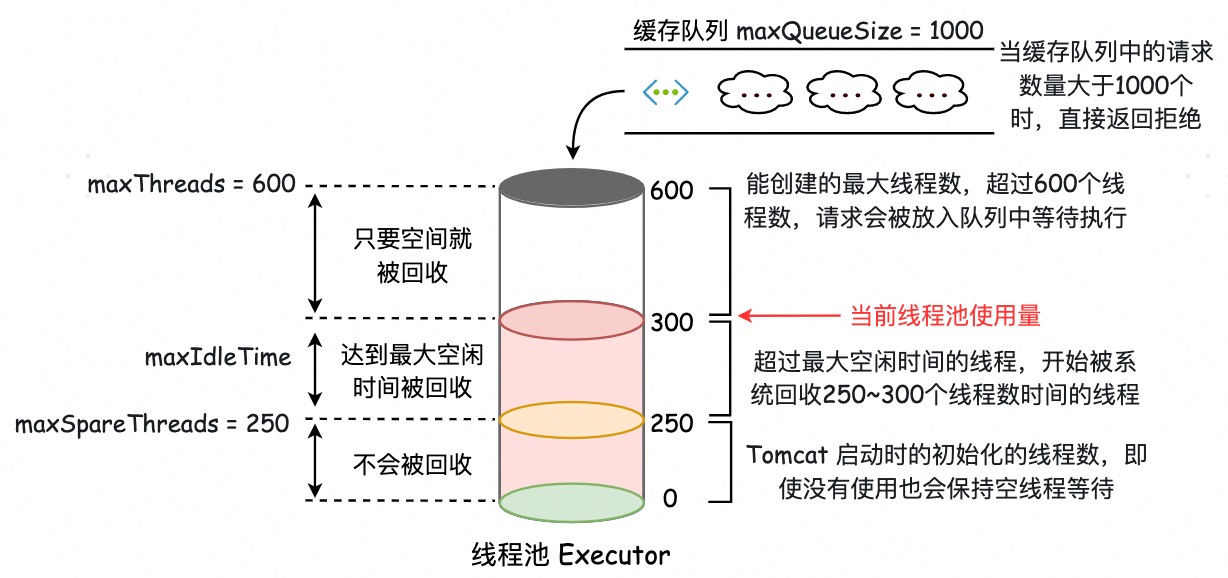 缓存队列 maxQueueSize = 1000
当缓存队列中的请求
数量大于1000个
时，直接返回拒绝
maxThreads = 600
600
能创建的最大线程数，超过600个线
程数，请求会被放入队列中等待执行
只要空间就
被回收
300
当前线程池使用量
maxIdleTime
达到最大空闲
时间被回收
超过最大空闲时间的线程，开始被系
统回收250~300个线程数时间的线程
maxSpareThreads = 250
250
不会被回收
Tomcat 启动时的初始化的线程数，即
使没有使用也会保持空线程等待
0
线程池 Executor